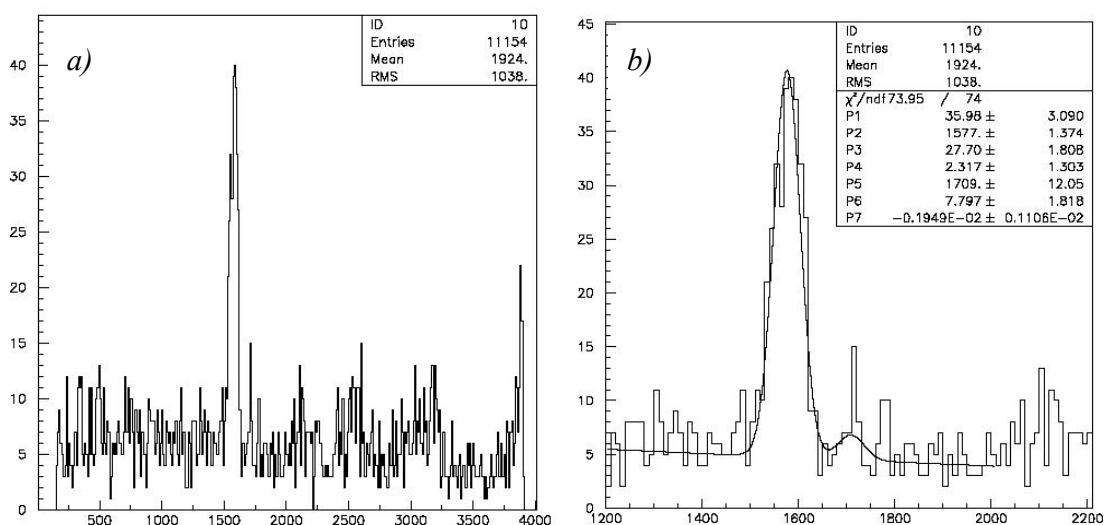 a)
ID 10
Entries 11154
Mean 1924.
RMS 1038.
40
35
30
25
20
15
10
5
0
500 1000 1500 2000 2500 3000 3500 4000
b)
ID 10
Entries 11154
Mean 1924.
RMS 1038.
χ²/ndf 73.95 / 74
P1 35.98 ± 3.090
P2 1577. ± 1.374
P3 27.70 ± 1.808
P4 2.317 ± 1.303
P5 1709. ± 12.05
P6 7.797 ± 1.818
P7 -0.1949E-02 ± 0.1106E-02
45
40
35
30
25
20
15
10
5
0
1200 1400 1600 1800 2000 2200